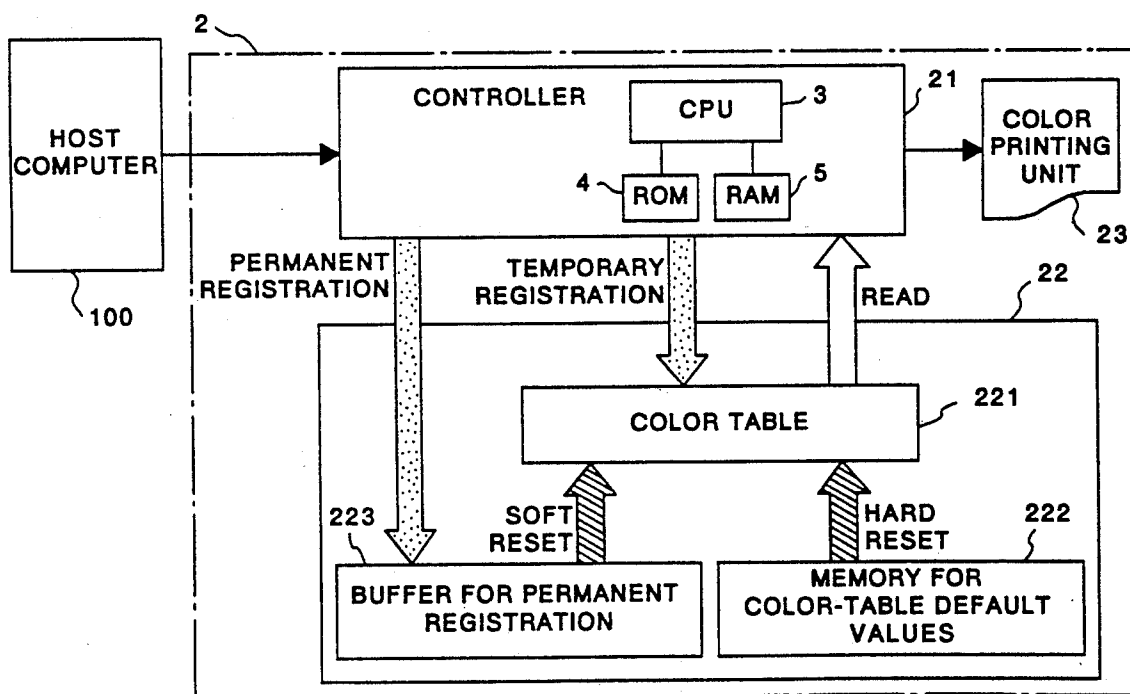 2
CONTROLLER
CPU
3
21
HOST
COMPUTER
COLOR
PRINTING
UNIT
4
ROM
RAM
5
23
100
PERMANENT
REGISTRATION
TEMPORARY
REGISTRATION
READ
22
COLOR TABLE
221
223
SOFT
RESET
HARD
RESET
222
BUFFER FOR PERMANENT
REGISTRATION
MEMORY FOR
COLOR-TABLE DEFAULT
VALUES